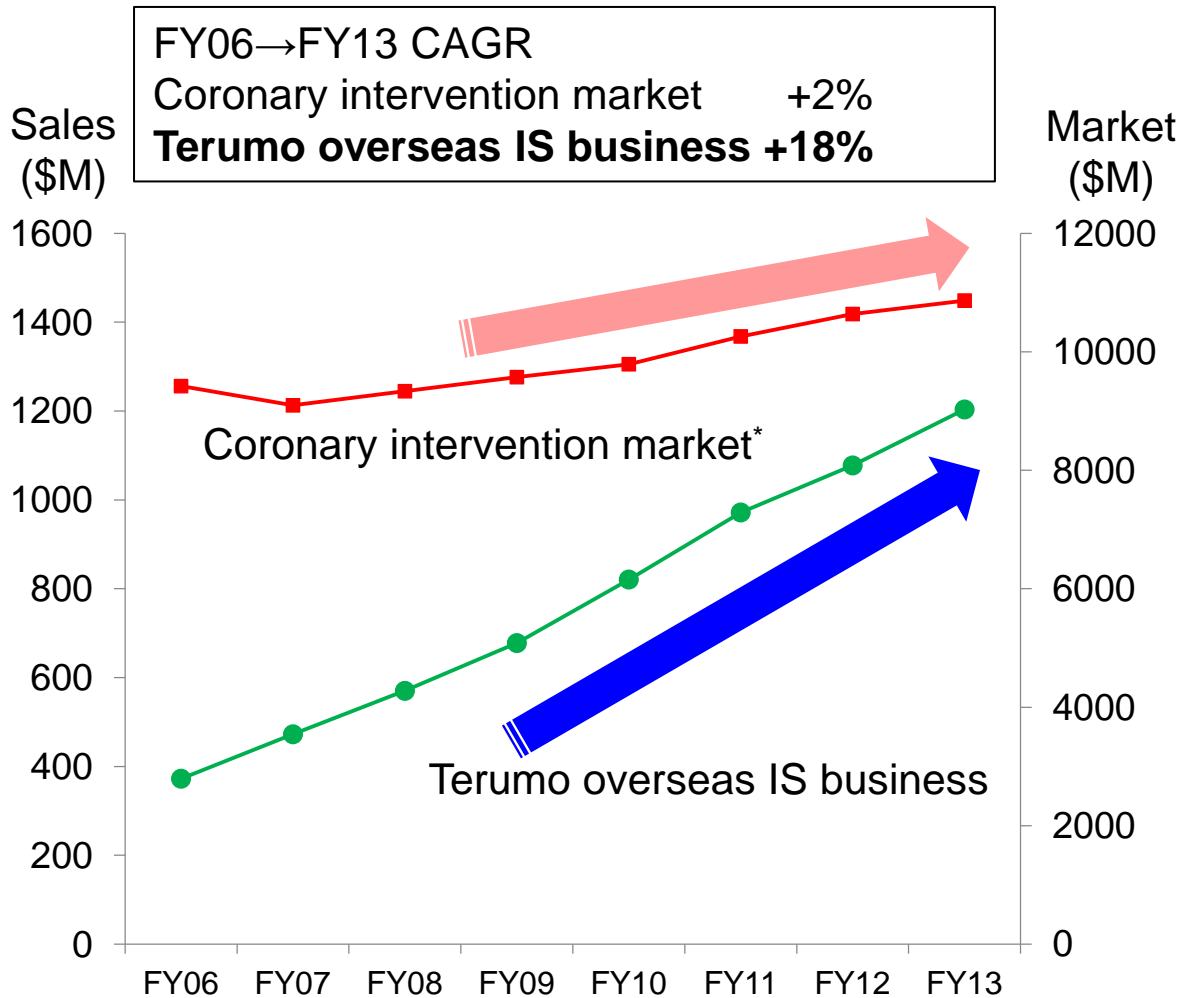 FY06→FY13 CAGR
Coronary intervention market +2%
Terumo overseas IS business +18%
Sales
($M)
Market
($M)
1600
1400
1200
1000
800
600
400
200
0
12000
10000
8000
6000
4000
2000
0
Coronary intervention market*
Terumo overseas IS business
FY06 FY07 FY08 FY09 FY10 FY11 FY12 FY13